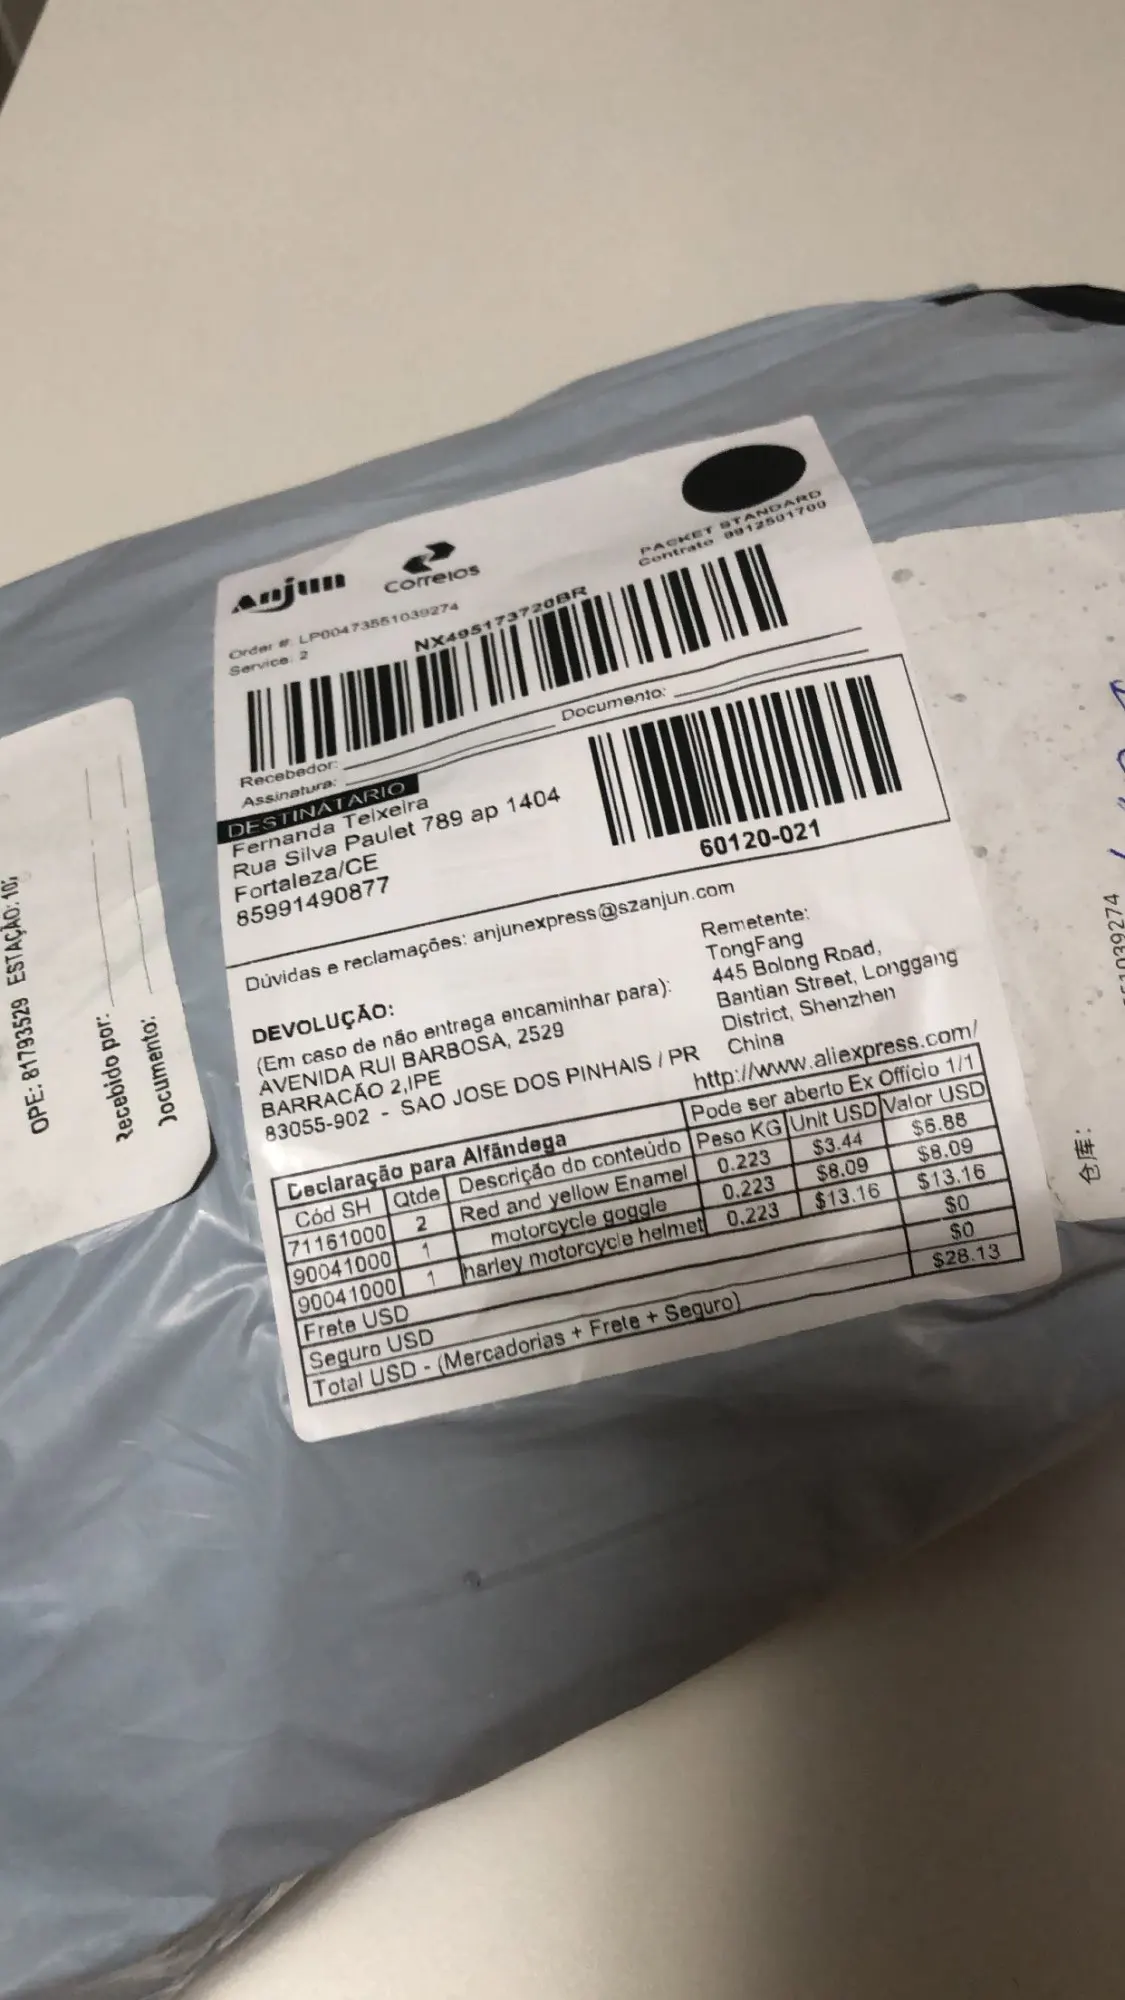 Anjun
correios
PACKET STANDARD
Contrato 9912501700
Order #: LP00473551039274
Service: 2
NX495173720BR
Recebedor:
Assinatura:
Documento:
DESTINATÁRIO
Fernanda Teixeira
Rua Silva Paulet 789 ap 1404
Fortaleza/CE
85991490877
60120-021
Dúvidas e reclamações: anjunexpress@szanjun.com
DEVOLUÇÃO:
(Em caso de não entrega encaminhar para):
AVENIDA RUI BARBOSA, 2529
BARRACÃO 2,IPE
83055-902 - SAO JOSE DOS PINHAIS / PR
Remetente:
TongFang
445 Bolong Road,
Bantian Street, Longgang
District, Shenzhen
China
http://www.aliexpress.com/
Declaração para Alfândega Pode ser aberto Ex Officio 1/1
Cód SH Qtde Descrição do conteúdo Peso KG Unit USD Valor USD
71161000 2 Red and yellow Enamel 0.223 $3.44 $6.88
90041000 1 motorcycle goggle 0.223 $8.09 $8.09
90041000 1 harley motorcycle helmet 0.223 $13.16 $13.16
Frete USD $0
Seguro USD $0
Total USD - (Mercadorias + Frete + Seguro) $28.13
OPE: 81793529 ESTAÇÃO: 10
Recebido por:
Documento:
51039274
仓库: